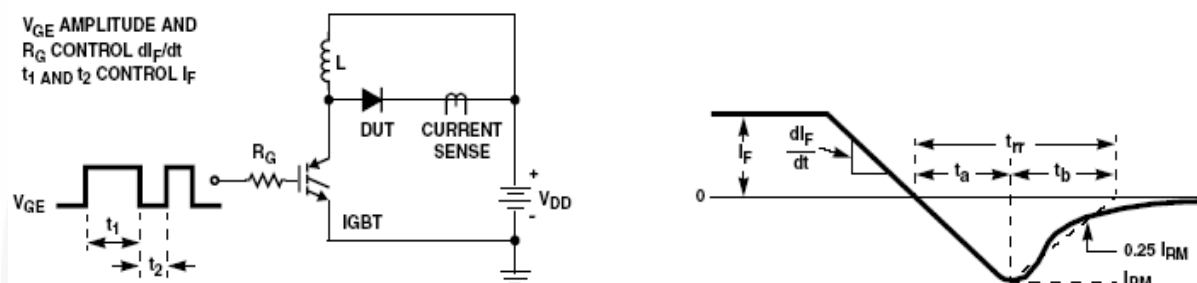 VGE AMPLITUDE AND
RG CONTROL dIF/dt
t1 AND t2 CONTROL IF
L
DUT
CURRENT
SENSE
RG
VGE
t1
t2
IGBT
+
VDD
-
IF
dIF
dt
trr
ta
tb
0
0.25 IRM
IRM